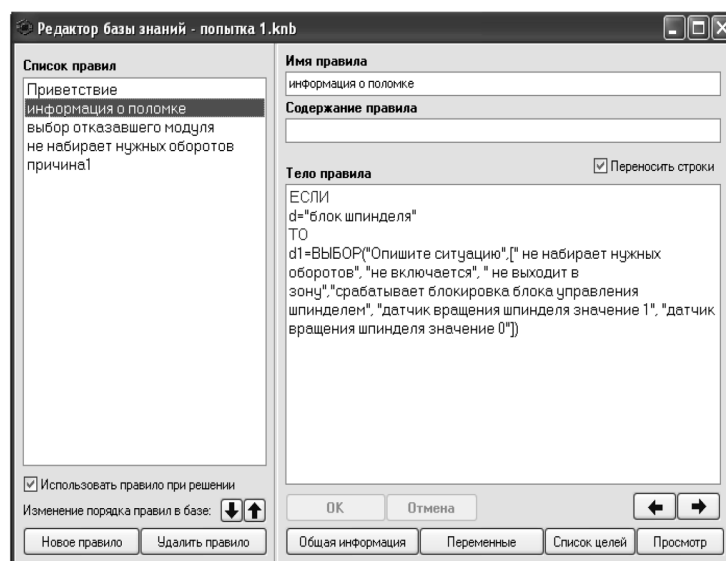 Редактор базы знаний - попытка 1.knb
Список правил
Приветствие
информация о поломке
выбор отказавшего модуля
не набирает нужных оборотов
причина1
Использовать правило при решении
Изменение порядка правил в базе:
Новое правило
Удалить правило
Имя правила
информация о поломке
Содержание правила
Тело правила
Переносить строки
ЕСЛИ
d="блок шпинделя"
ТО
d1=ВЫБОР("Опишите ситуацию",[" не набирает нужных
оборотов", "не включается", " не выходит в
зону","срабатывает блокировка блока управления
шпинделем", "датчик вращения шпинделя значение 1", "датчик
вращения шпинделя значение 0"])
OK
Отмена
Общая информация
Переменные
Список целей
Просмотр